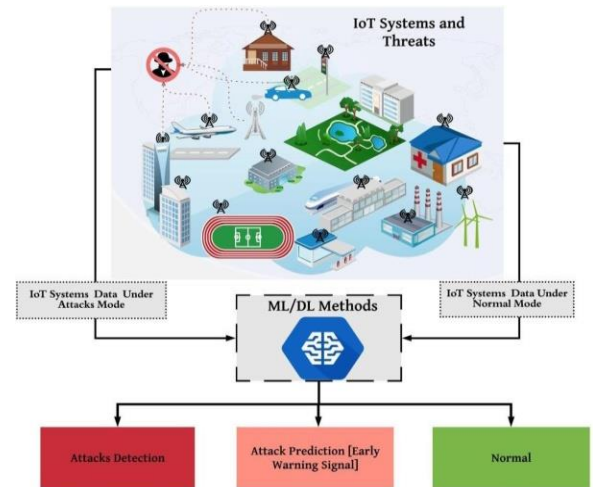 IoT Systems and
Threats
IoT Systems Data Under
Attacks Mode
IoT Systems Data Under
Normal Mode
ML/DL Methods
Attacks Detection
Attack Prediction [Early
Warning Signal]
Normal